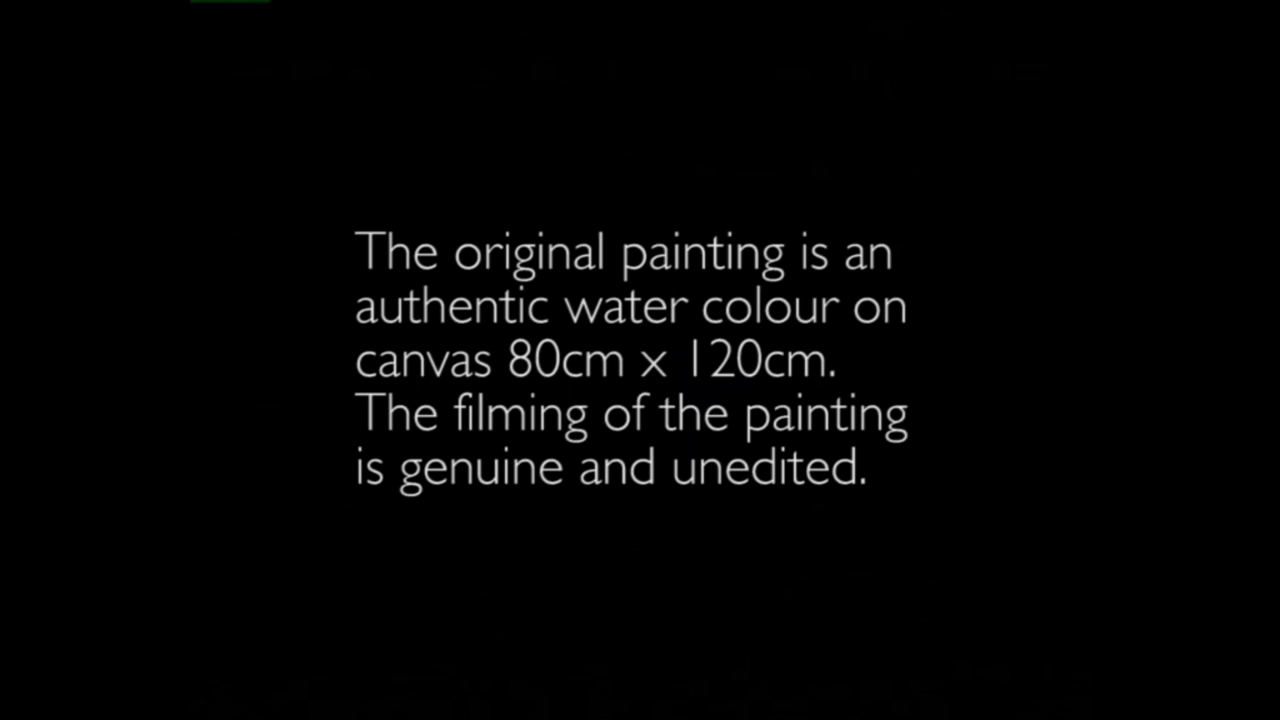 The original painting is an
authentic water colour on
canvas 80cm x 120cm.
The filming of the painting
is genuine and unedited.